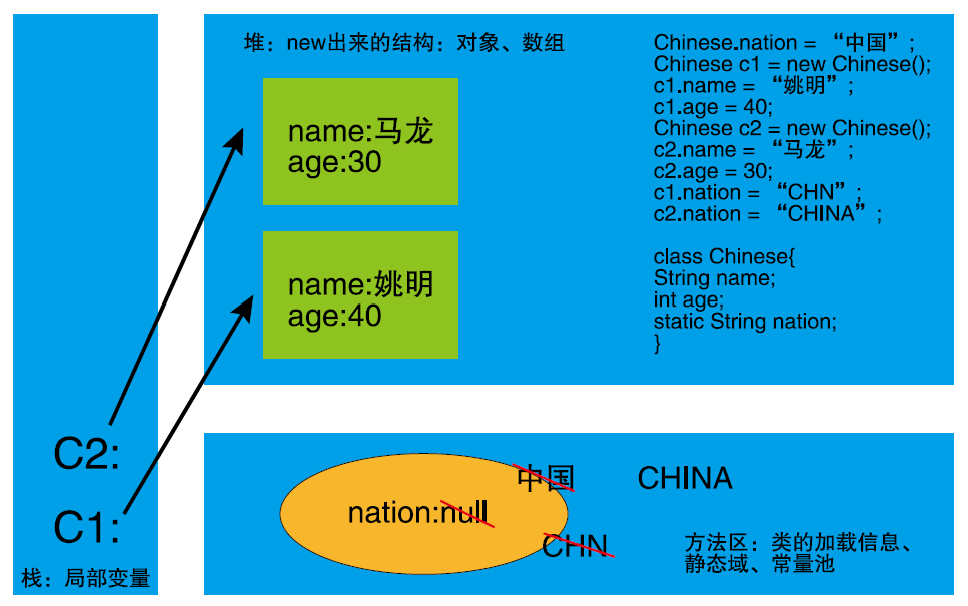 堆：new出来的结构：对象、数组
name:马龙
age:30
name:姚明
age:40
Chinese.nation = “中国”;
Chinese c1 = new Chinese();
c1.name = “姚明”;
c1.age = 40;
Chinese c2 = new Chinese();
c2.name = “马龙”;
c2.age = 30;
c1.nation = “CHN”;
c2.nation = “CHINA”;
class Chinese{
String name;
int age;
static String nation;
}
C2:
C1:
栈：局部变量
nation:null
中国
CHN
CHINA
方法区：类的加载信息、
静态域、常量池